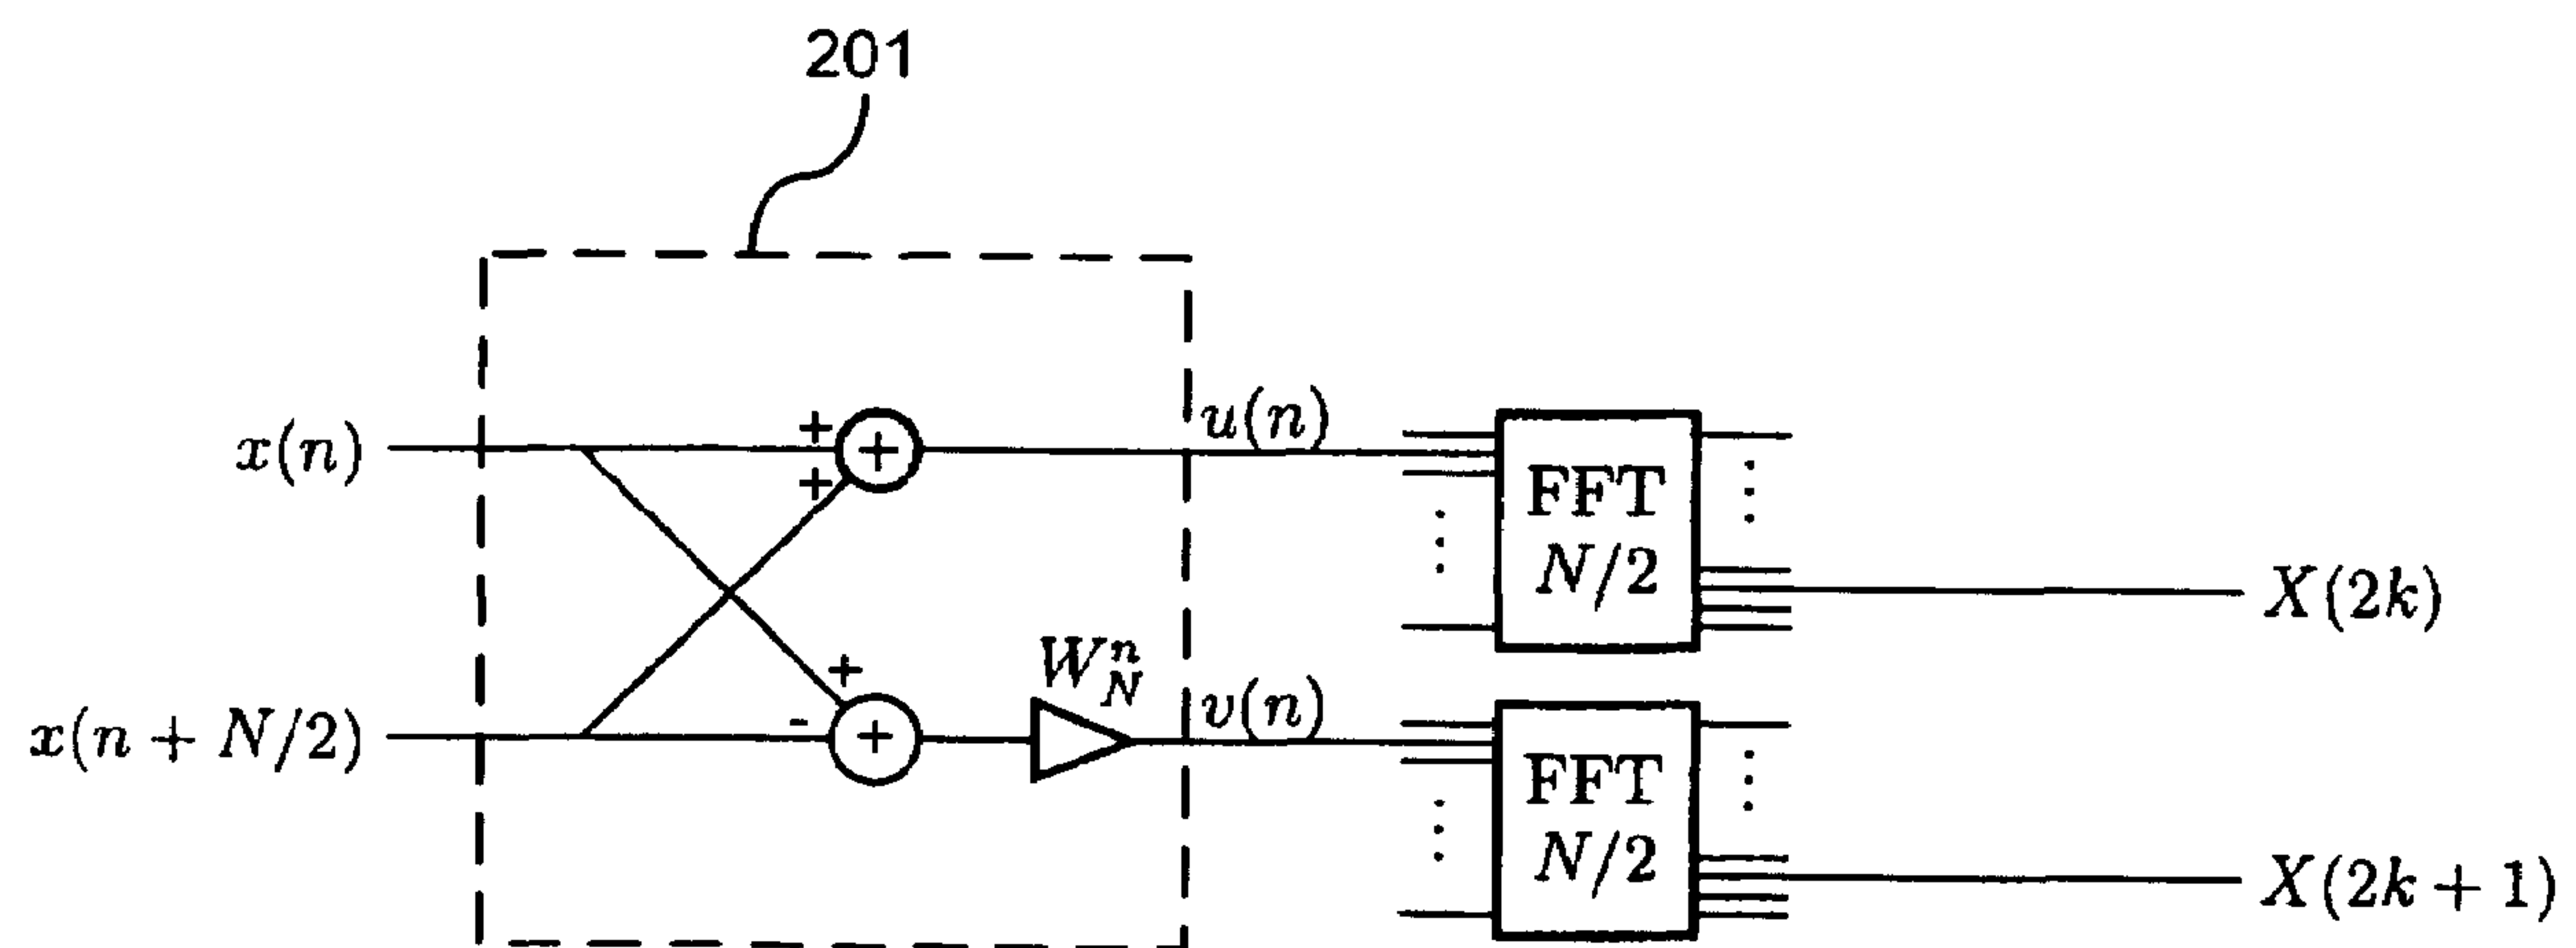 201
x(n)
+
+
+
u(n)
FFT
N/2
X(2k)
x(n + N/2)
+
-
+
W_N^n
v(n)
FFT
N/2
X(2k + 1)